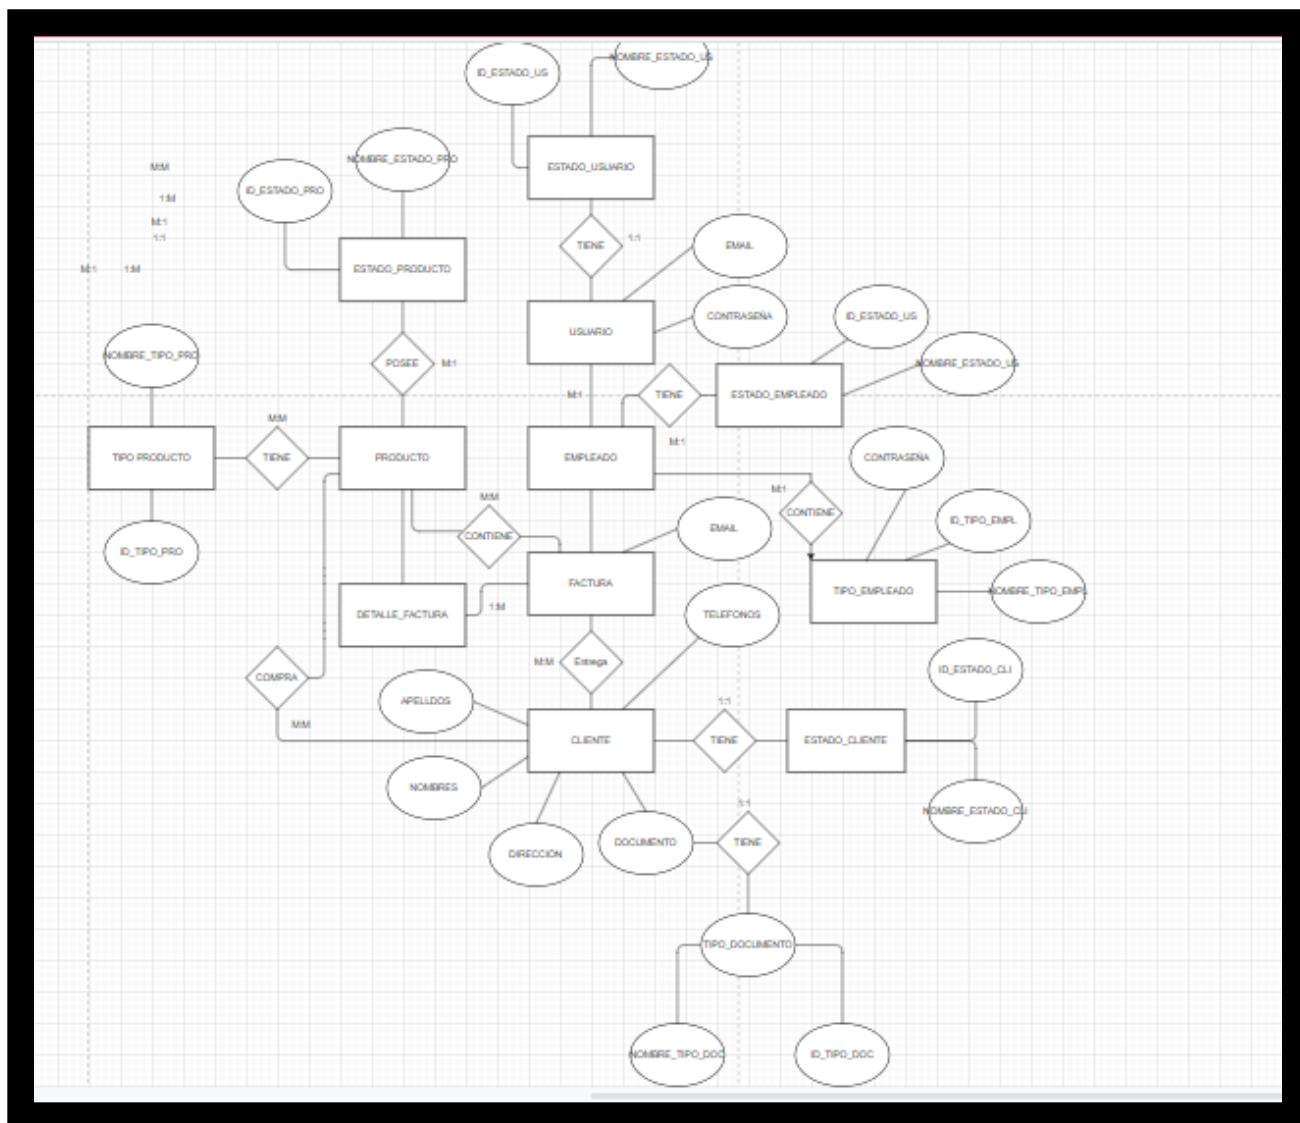 ID_ESTADO_US
NOMBRE_ESTADO_US
M:M
NOMBRE_ESTADO_PRO
ESTADO_USUARIO
ID_ESTADO_PRO
1:M
M:1
1:1
TIENE
1:1
EMAIL
M:1
1:M
ESTADO_PRODUCTO
CONTRASEÑA
ID_ESTADO_US
USUARIO
NOMBRE_TIPO_PRO
POSEE
M:1
NOMBRE_ESTADO_US
M:1
TIENE
ESTADO_EMPLEADO
M:M
M:1
TIPO PRODUCTO
TIENE
PRODUCTO
EMPLEADO
CONTRASEÑA
M:1
M:M
CONTIENE
ID_TIPO_EMPL
EMAIL
CONTIENE
ID_TIPO_PRO
FACTURA
TIPO_EMPLEADO
NOMBRE_TIPO_EMPL
1:M
DETALLE_FACTURA
TELEFONOS
M:M
Entrega
ID_ESTADO_CLI
COMPRA
APELLDOS
1:1
M:M
CLIENTE
TIENE
ESTADO_CLIENTE
NOMBRES
1:1
NOMBRE_ESTADO_CLI
DOCUMENTO
TIENE
DIRECCION
TIPO_DOCUMENTO
NOMBRE_TIPO_DOC
ID_TIPO_DOC